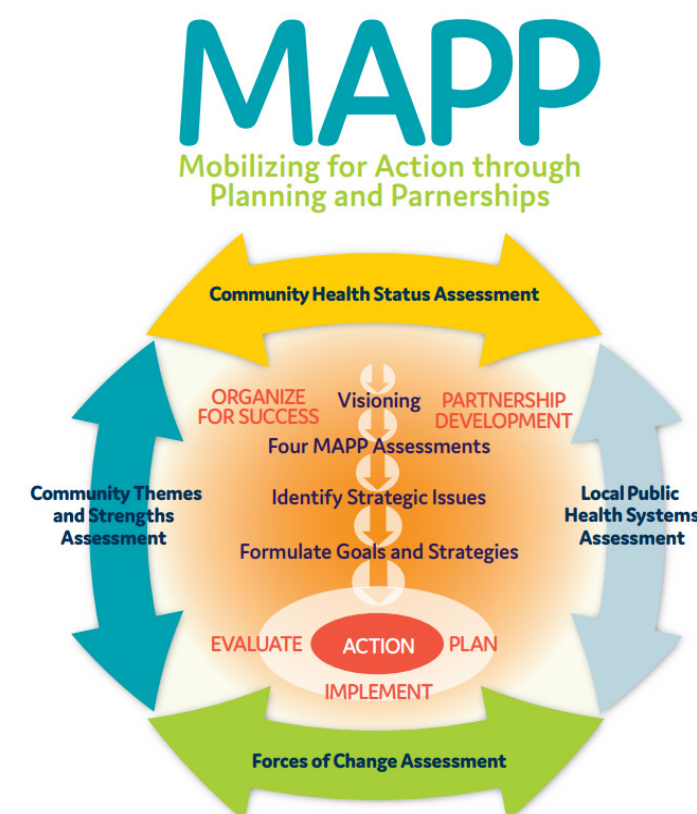 MAPP
Mobilizing for Action through
Planning and Parnerships
Community Health Status Assessment
ORGANIZE
FOR SUCCESS
Visioning
PARTNERSHIP
DEVELOPMENT
Four MAPP Assessments
Identify Strategic Issues
Formulate Goals and Strategies
Community Themes
and Strengths
Assessment
Local Public
Health Systems
Assessment
EVALUATE
ACTION
PLAN
IMPLEMENT
Forces of Change Assessment